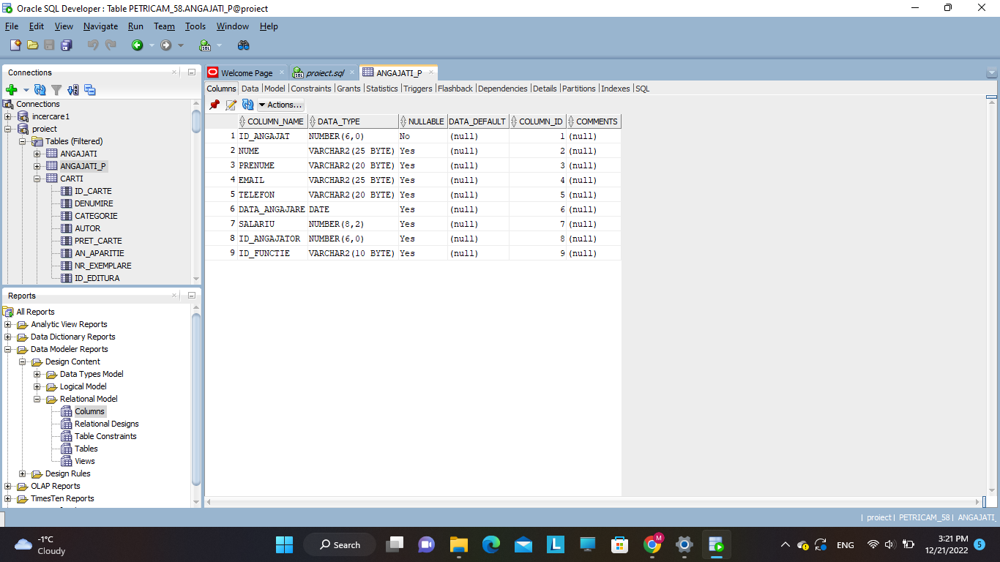 Oracle SQL Developer : Table PETRICAM_58.ANGAJATI_P@proiect
File Edit View Navigate Run Team Tools Window Help
Connections
Connections
incercare1
proiect
Tables (Filtered)
ANGAJATI
ANGAJATI_P
CARTI
ID_CARTE
DENUMIRE
CATEGORIE
AUTOR
PRET_CARTE
AN_APARITIE
NR_EXEMPLARE
ID_EDITURA
Reports
All Reports
Analytic View Reports
Data Dictionary Reports
Data Modeler Reports
Design Content
Data Types Model
Logical Model
Relational Model
Columns
Relational Designs
Table Constraints
Tables
Views
Design Rules
OLAP Reports
TimesTen Reports
Welcome Page proiect.sql ANGAJATI_P
Columns Data |Model |Constraints |Grants |Statistics |Triggers |Flashback |Dependencies |Details |Partitions |Indexes |SQL
Actions...
COLUMN_NAME DATA_TYPE NULLABLE DATA_DEFAULT COLUMN_ID COMMENTS
1 ID_ANGAJAT NUMBER(6,0) No (null) 1 (null)
2 NUME VARCHAR2(25 BYTE) Yes (null) 2 (null)
3 PRENUME VARCHAR2(20 BYTE) Yes (null) 3 (null)
4 EMAIL VARCHAR2(25 BYTE) Yes (null) 4 (null)
5 TELEFON VARCHAR2(20 BYTE) Yes (null) 5 (null)
6 DATA_ANGAJARE DATE Yes (null) 6 (null)
7 SALARIU NUMBER(8,2) Yes (null) 7 (null)
8 ID_ANGAJATOR NUMBER(6,0) Yes (null) 8 (null)
9 ID_FUNCTIE VARCHAR2(10 BYTE) Yes (null) 9 (null)
| proiect | PETRICAM_58 | ANGAJATI_
-1°C
Cloudy
Search
L
M
ENG
3:21 PM
12/21/2022
5